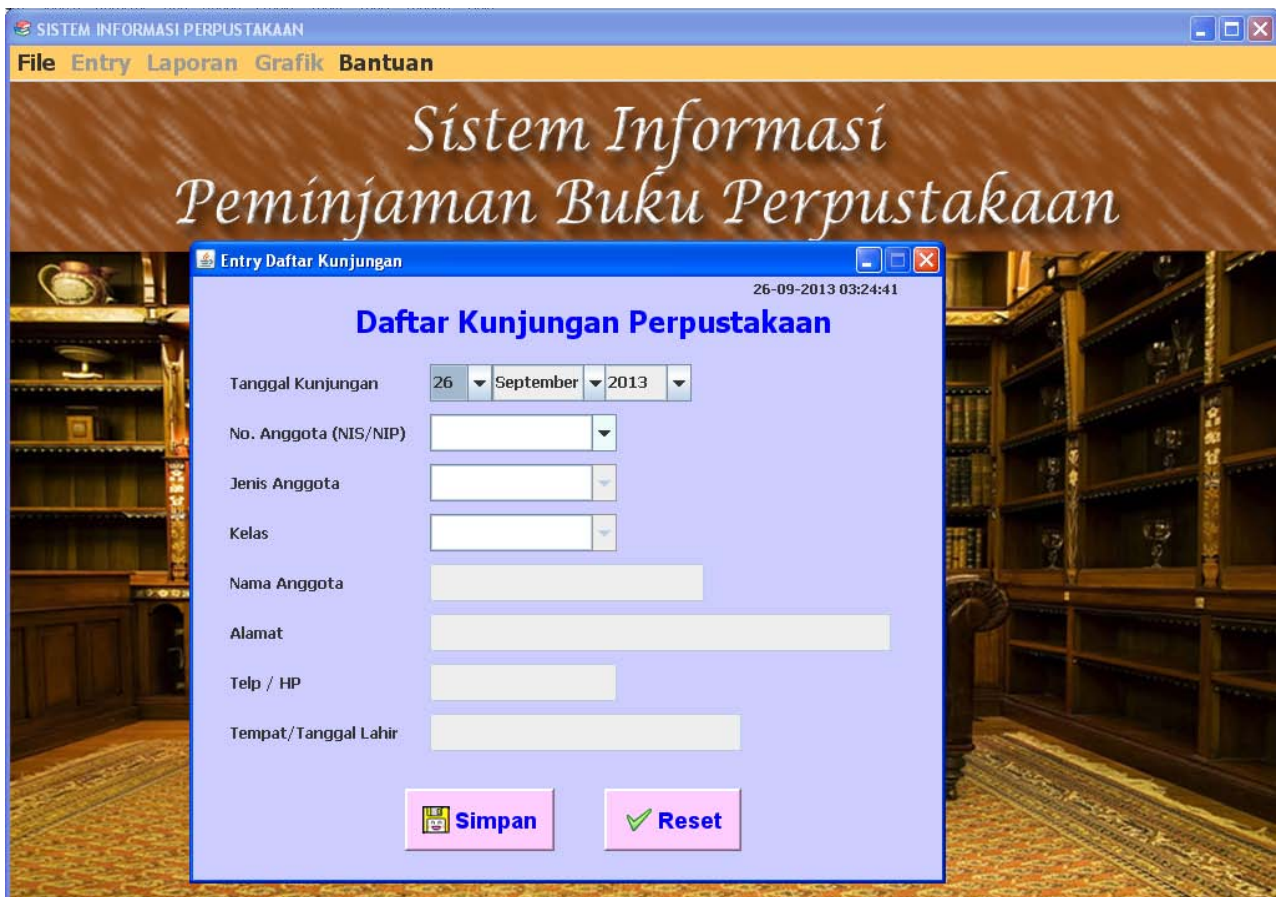 SISTEM INFORMASI PERPUSTAKAAN
File Entry Laporan Grafik Bantuan
Sistem Informasi
Peminjaman Buku Perpustakaan
Entry Daftar Kunjungan
26-09-2013 03:24:41
Daftar Kunjungan Perpustakaan
Tanggal Kunjungan 26 September 2013
No. Anggota (NIS/NIP)
Jenis Anggota
Kelas
Nama Anggota
Alamat
Telp / HP
Tempat/Tanggal Lahir
Simpan Reset